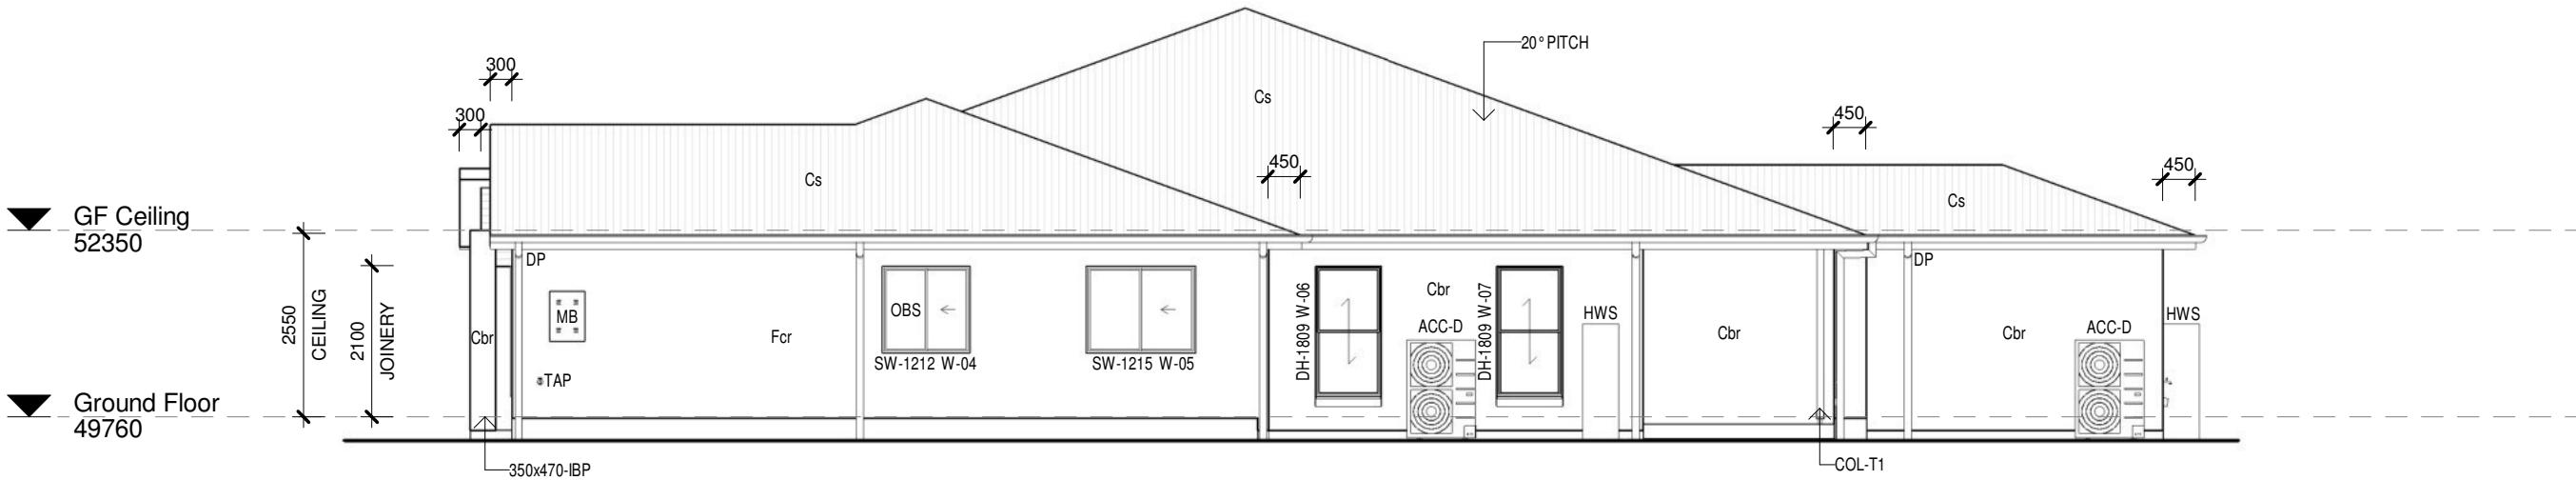 20° PITCH
300
Cs
300
450
450
450
Cs
Cs
GF Ceiling
52350
DP
DP
2550
CEILING
2100
JOINERY
MB
OBS
Cbr
DH-1809 W-06
DH-1809 W-07
HWS
HWS
ACC-D
ACC-D
Cbr
Fcr
Cbr
Cbr
SW-1212 W-04
SW-1215 W-05
TAP
Ground Floor
49760
350x470-IBP
COL-T1